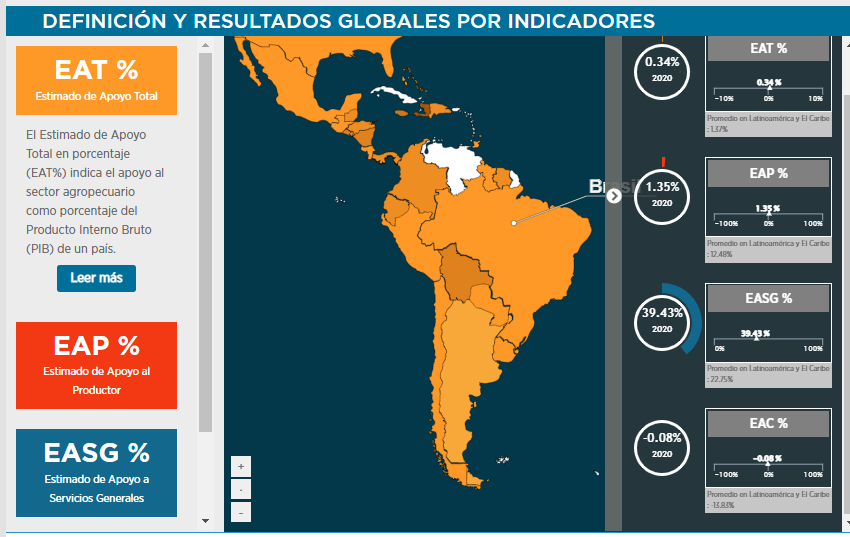 DEFINICIÓN Y RESULTADOS GLOBALES POR INDICADORES
EAT %
Estimado de Apoyo Total
El Estimado de Apoyo
Total en porcentaje
(EAT%) indica el apoyo al
sector agropecuario
como porcentaje del
Producto Interno Bruto
(PIB) de un país.
Leer más
EAP %
Estimado de Apoyo al
Productor
EASG %
Estimado de Apoyo a
Servicios Generales
+
-
-
Brasil
0.34%
2020
EAT %
0.34 %
-10% 0% 10%
Promedio en Latinoamérica y El Caribe
: 1.37%
1.35%
2020
EAP %
1.35 %
-100% 0% 100%
Promedio en Latinoamérica y El Caribe
: 12.48%
39.43%
2020
EASG %
39.43 %
0% 100%
Promedio en Latinoamérica y El Caribe
: 22.75%
-0.08%
2020
EAC %
-0.08 %
-100% 0% 100%
Promedio en Latinoamérica y El Caribe
: -13.83%